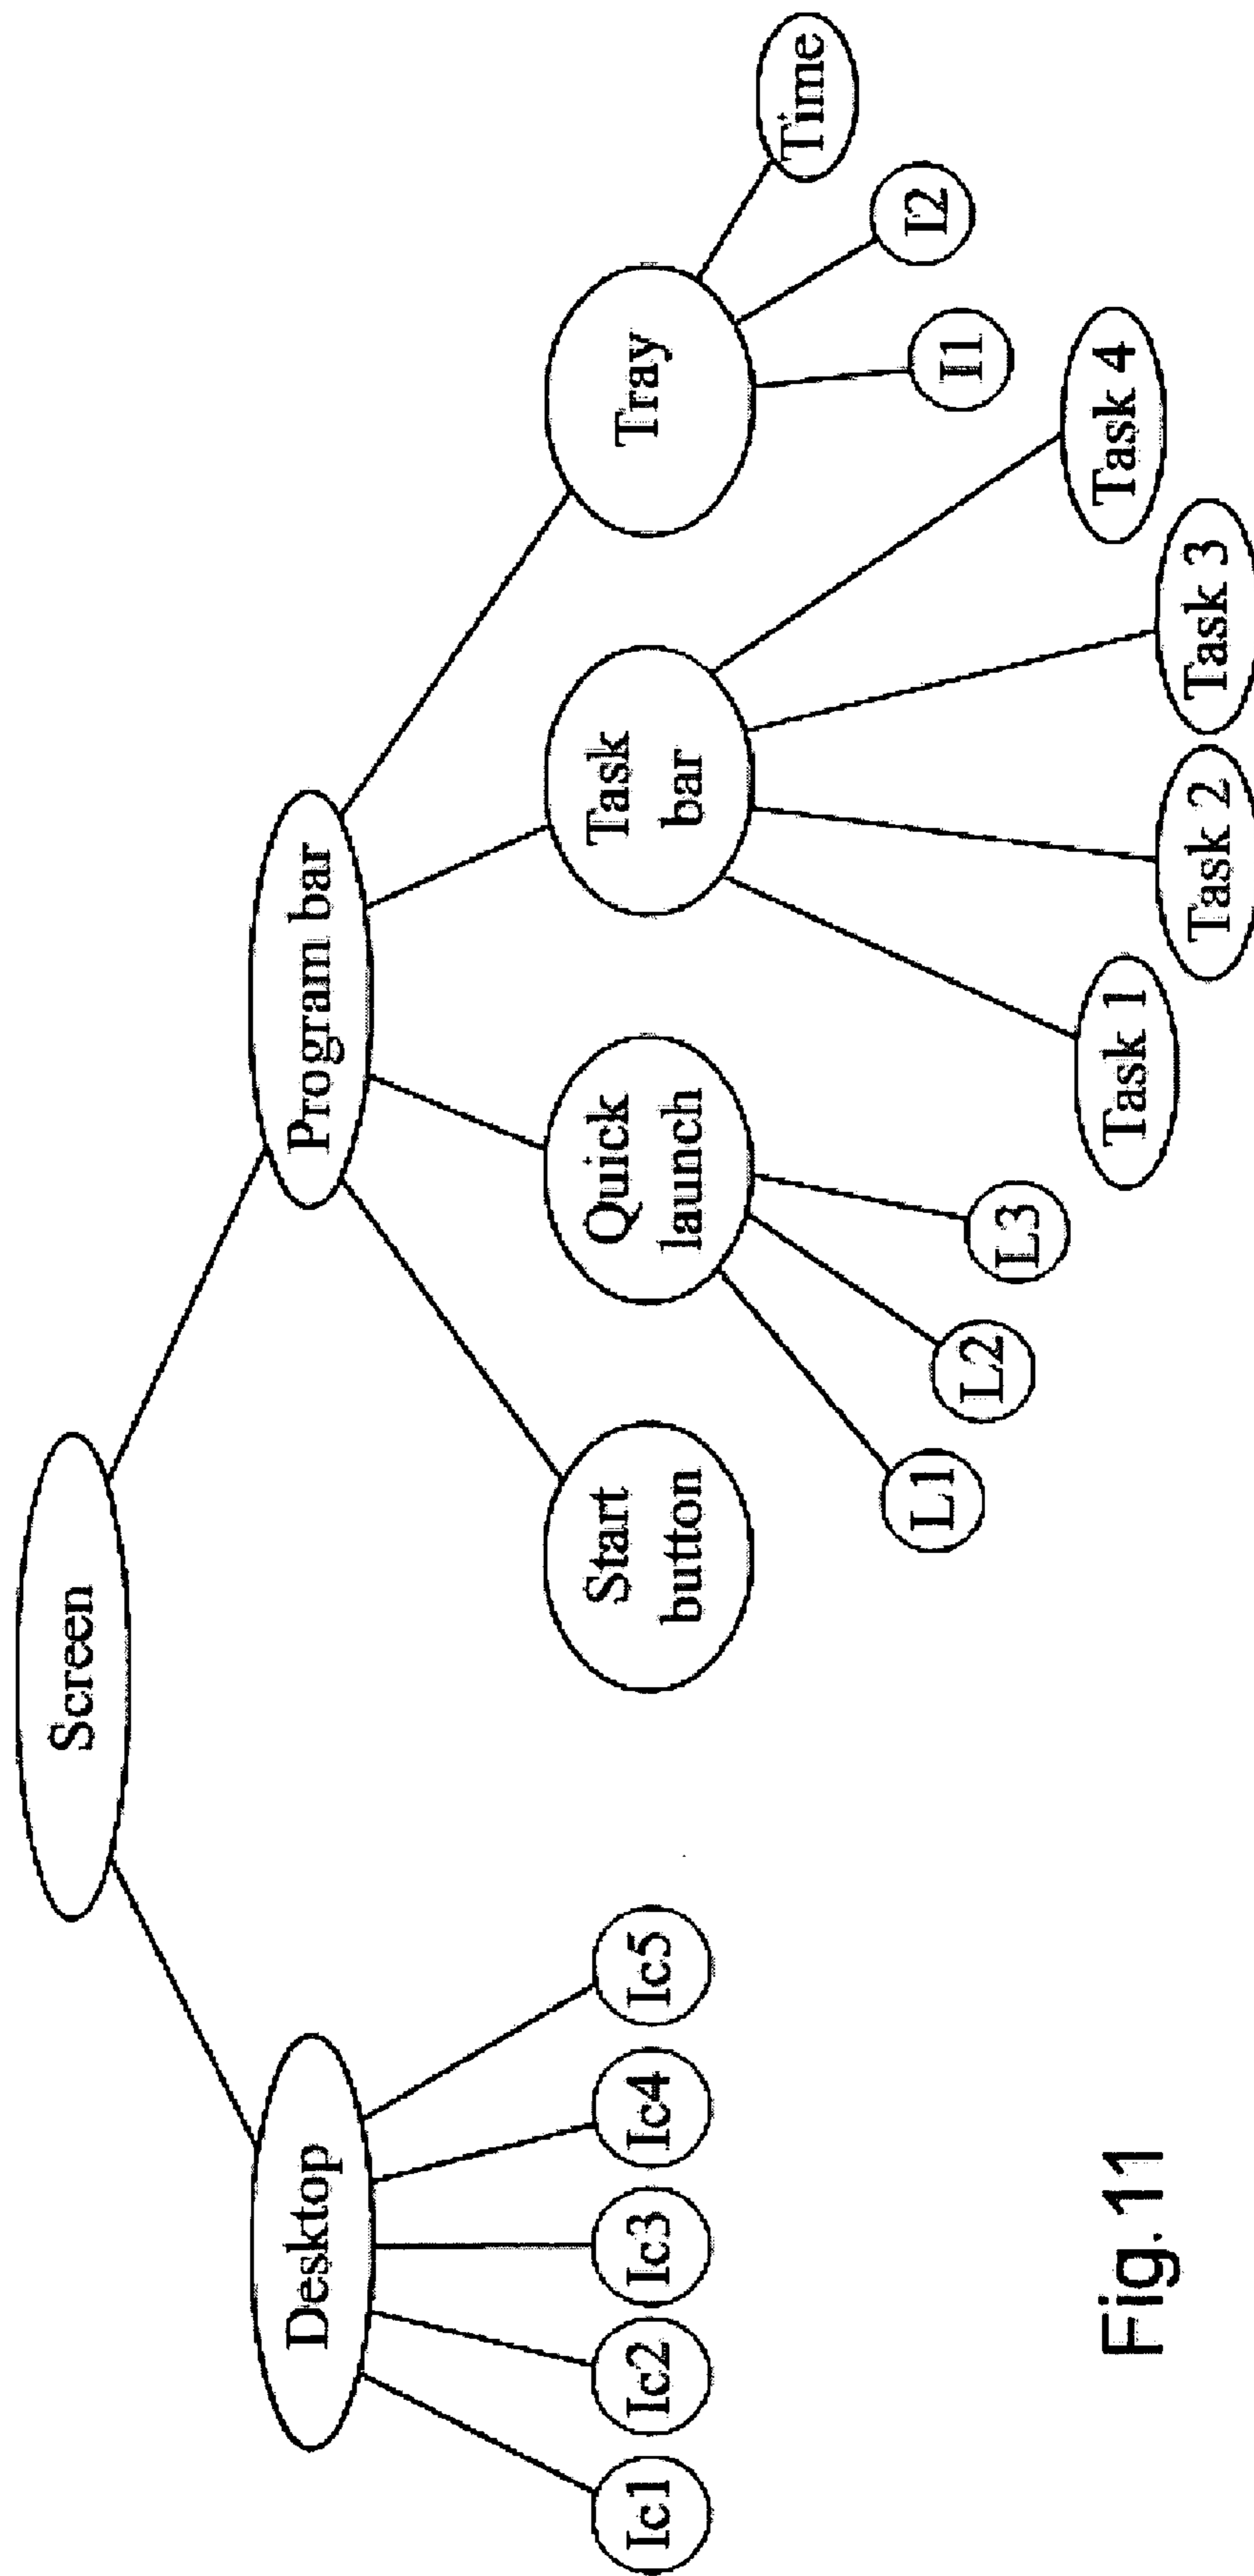 Screen
Desktop
Program bar
Ic1
Ic2
Ic3
Ic4
Ic5
Start
button
Quick
launch
Task
bar
Tray
L1
L2
L3
Task 1
Task 2
Task 3
Task 4
I1
I2
Time
Fig.11